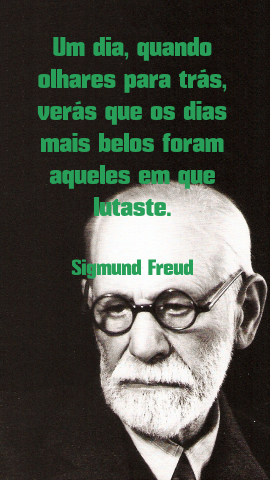 Um dia, quando
olhares para trás,
verás que os dias
mais belos foram
aqueles em que
lutaste.
Sigmund Freud